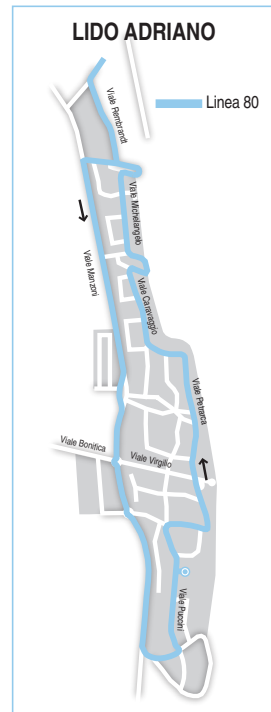 LIDO ADRIANO
Linea 80
Viale Rembrandt
Viale Michelangelo
Viale Manzoni
Viale Caravaggio
Viale Petrarca
Viale Bonifica
Viale Virgilio
Viale Puccini